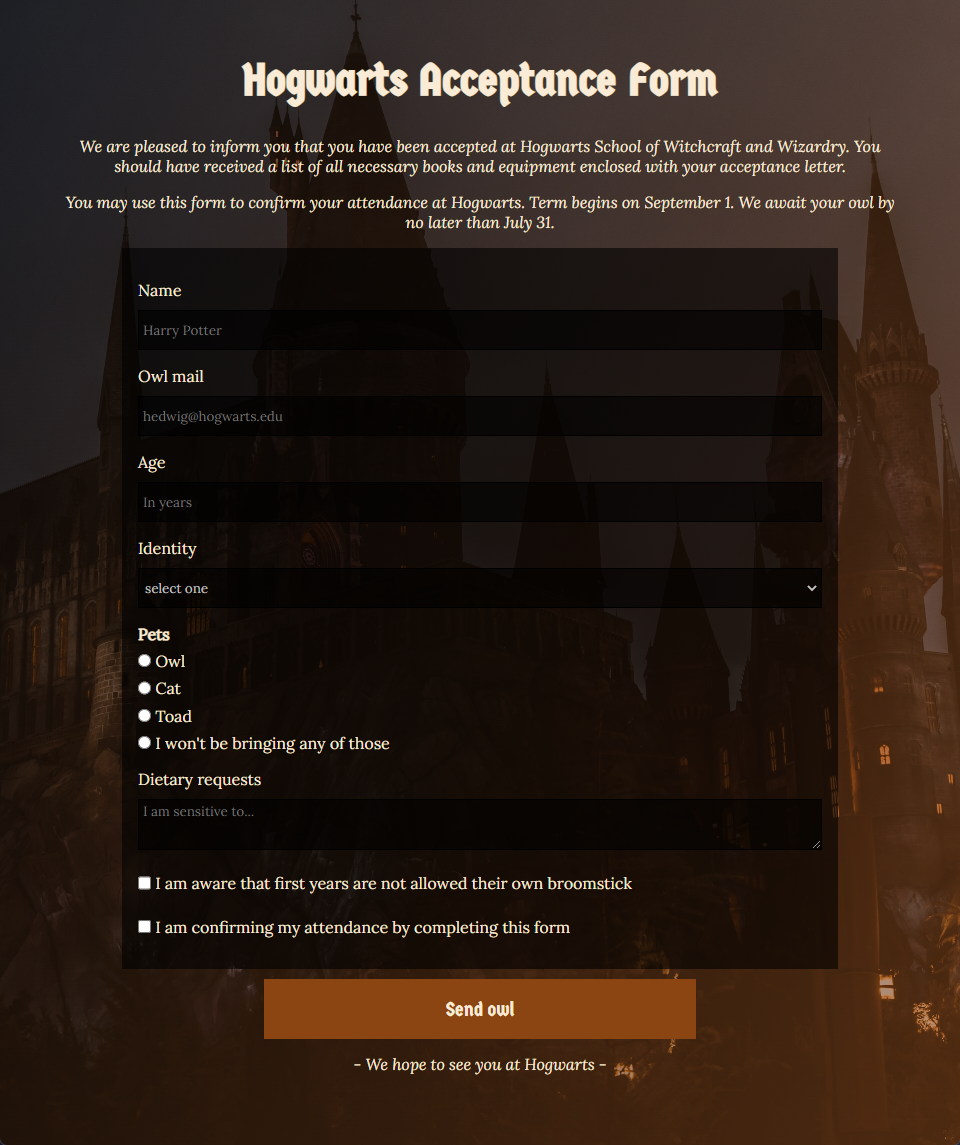 Hogwarts Acceptance Form
We are pleased to inform you that you have been accepted at Hogwarts School of Witchcraft and Wizardry. You
should have received a list of all necessary books and equipment enclosed with your acceptance letter.
You may use this form to confirm your attendance at Hogwarts. Term begins on September 1. We await your owl by
no later than July 31.
Name
Harry Potter
Owl mail
hedwig@hogwarts.edu
Age
In years
Identity
select one
Pets
Owl
Cat
Toad
I won't be bringing any of those
Dietary requests
I am sensitive to...
I am aware that first years are not allowed their own broomstick
I am confirming my attendance by completing this form
Send owl
- We hope to see you at Hogwarts -